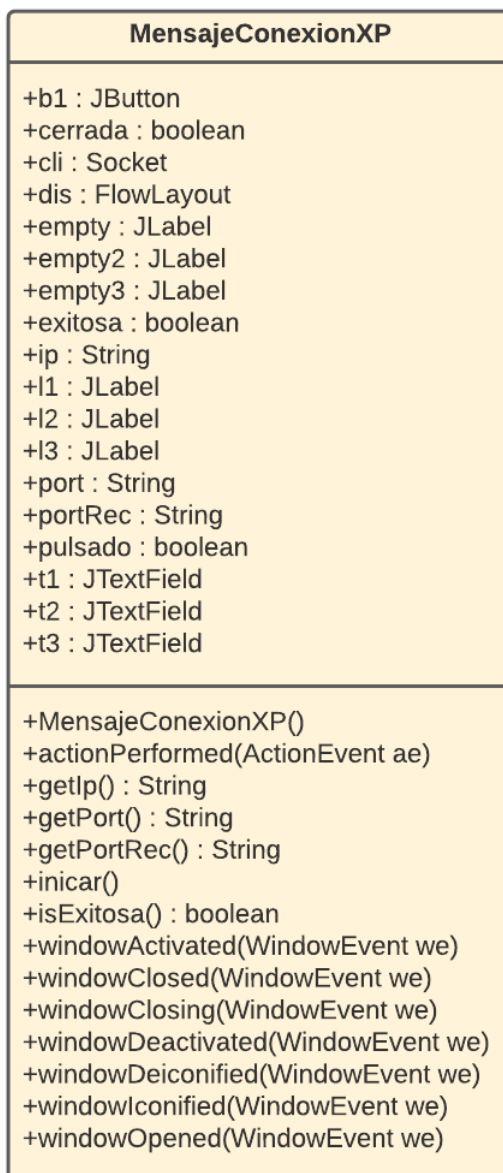 MensajeConexionXP
+b1 : JButton
+cerrada : boolean
+cli : Socket
+dis : FlowLayout
+empty : JLabel
+empty2 : JLabel
+empty3 : JLabel
+exitosa : boolean
+ip : String
+l1 : JLabel
+l2 : JLabel
+l3 : JLabel
+port : String
+portRec : String
+pulsado : boolean
+t1 : JTextField
+t2 : JTextField
+t3 : JTextField
+MensajeConexionXP()
+actionPerformed(ActionEvent ae)
+getIp() : String
+getPort() : String
+getPortRec() : String
+inicar()
+isExitosa() : boolean
+windowActivated(WindowEvent we)
+windowClosed(WindowEvent we)
+windowClosing(WindowEvent we)
+windowDeactivated(WindowEvent we)
+windowDeiconified(WindowEvent we)
+windowIconified(WindowEvent we)
+windowOpened(WindowEvent we)